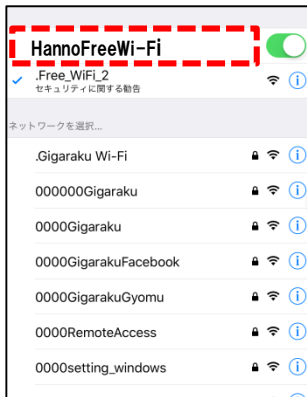 HannoFreeWi-Fi
.Free_WiFi_2
セキュリティに関する勧告
ネットワークを選択...
.Gigaraku Wi-Fi
000000Gigaraku
0000Gigaraku
0000GigarakuFacebook
0000GigarakuGyomu
0000RemoteAccess
0000setting_windows